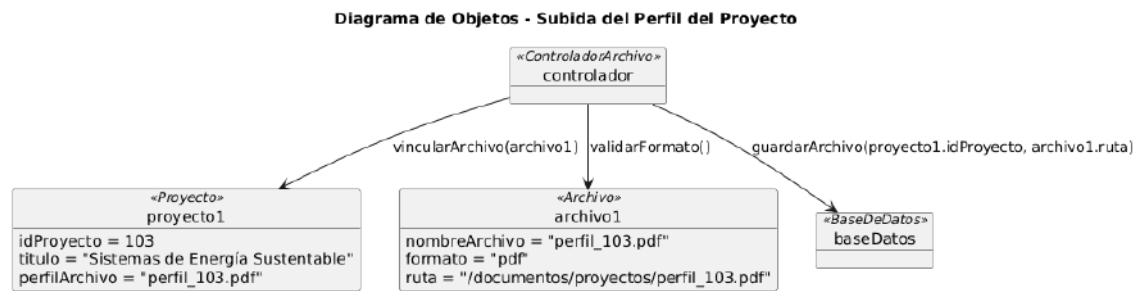 Diagrama de Objetos - Subida del Perfil del Proyecto
«ControladorArchivo»
controlador
vincularArchivo(archivo1)
validarFormato()
guardarArchivo(proyecto1.idProyecto, archivo1.ruta)
«Proyecto»
proyecto1
idProyecto = 103
titulo = "Sistemas de Energía Sustentable"
perfilArchivo = "perfil_103.pdf"
«Archivo»
archivo1
nombreArchivo = "perfil_103.pdf"
formato = "pdf"
ruta = "/documentos/proyectos/perfil_103.pdf"
«BaseDeDatos»
baseDatos